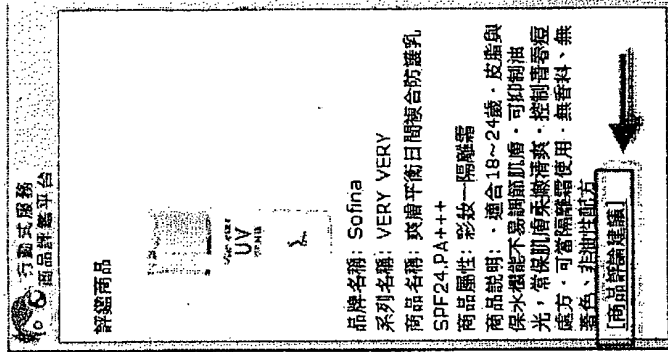 行動式服務
商品評鑑平台
評鑑商品
UV
品牌名稱: Sofina
系列名稱: VERY VERY
商品名稱: 爽膚平衡日間複合防護乳
SPF24,PA+++
商品屬性: 彩妝—隔離霜
商品說明: ‧適合18~24歲‧皮脂與
保水機能不易調節肌膚‧可抑制油
光，常保肌膚柔嫩清爽‧控制青春痘
處方‧可當隔離霜使用‧無香料、無
著色、非油性配方
[商品評論建議]